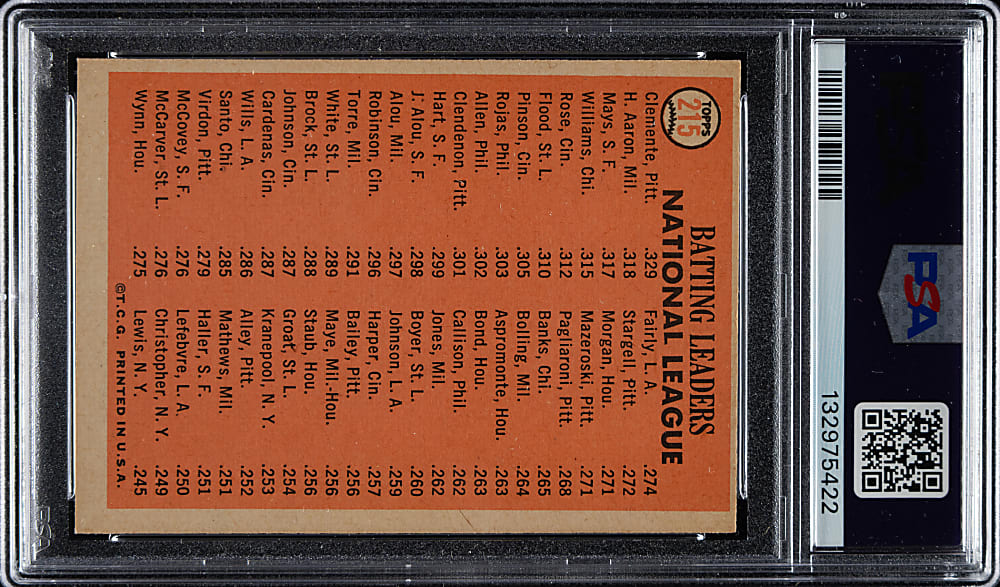 TOPPS
215
BATTING LEADERS
NATIONAL LEAGUE
Clemente, Pitt. .329 Fairly, L. A. .274
H. Aaron, Mil. .318 Stargell, Pitt. .272
Mays, S. F. .317 Morgan, Hou. .271
Williams, Chi. .315 Mazeroski, Pitt. .271
Rose, Cin. .312 Pagliaroni, Pitt. .268
Flood, St. L. .310 Banks, Chi. .265
Pinson, Cin. .305 Bolling, Mil. .264
Rojas, Phil. .303 Aspromonte, Hou. .263
Allen, Phil. .302 Bond, Hou. .263
Clendenon, Pitt. .301 Callison, Phil. .262
Hart, S. F. .299 Jones, Mil. .262
J. Alou, S. F. .298 Boyer, St. L. .260
Alou, Mil. .297 Johnson, L. A. .259
Robinson, Cin. .296 Harper, Cin. .257
Torre, Mil. .291 Bailey, Pitt. .256
White, St. L. .289 Maye, Mil.-Hou. .256
Brock, St. L. .288 Staub, Hou. .256
Johnson, Cin. .287 Groat, St. L. .254
Cardenas, Cin. .287 Kranepool, N. Y. .253
Wills, L. A. .286 Alley, Pitt. .252
Santo, Chi. .285 Mathews, Mil. .251
Virdon, Pitt. .279 Haller, S. F. .251
McCovey, S. F. .276 Lefebvre, L. A. .250
McCarver, St. L. .276 Christopher, N. Y. .249
Wynn, Hou. .275 Lewis, N. Y. .245
©T.C.G. PRINTED IN U.S.A.
PSA
132975422